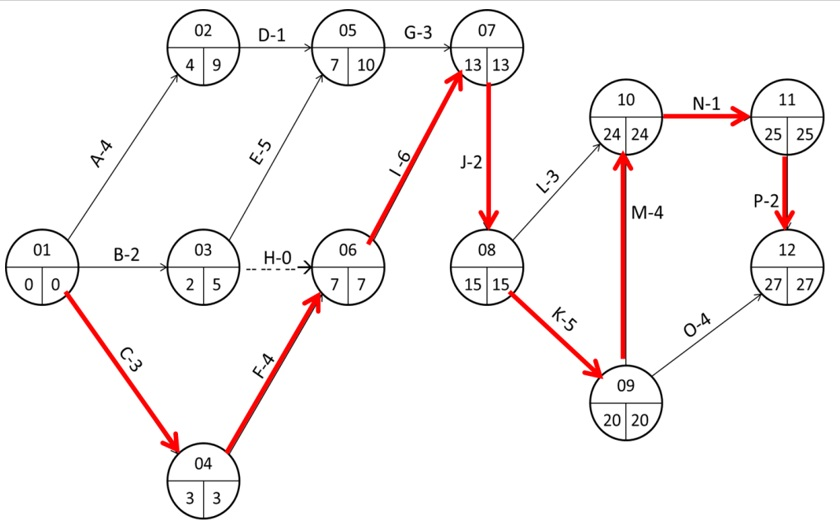 02
4 9
D-1
05
7 10
G-3
07
13 13
A-4
E-5
I-6
J-2
10
24 24
N-1
11
25 25
L-3
M-4
P-2
01
0 0
B-2
03
2 5
H-0
06
7 7
08
15 15
12
27 27
C-3
F-4
K-5
O-4
09
20 20
04
3 3